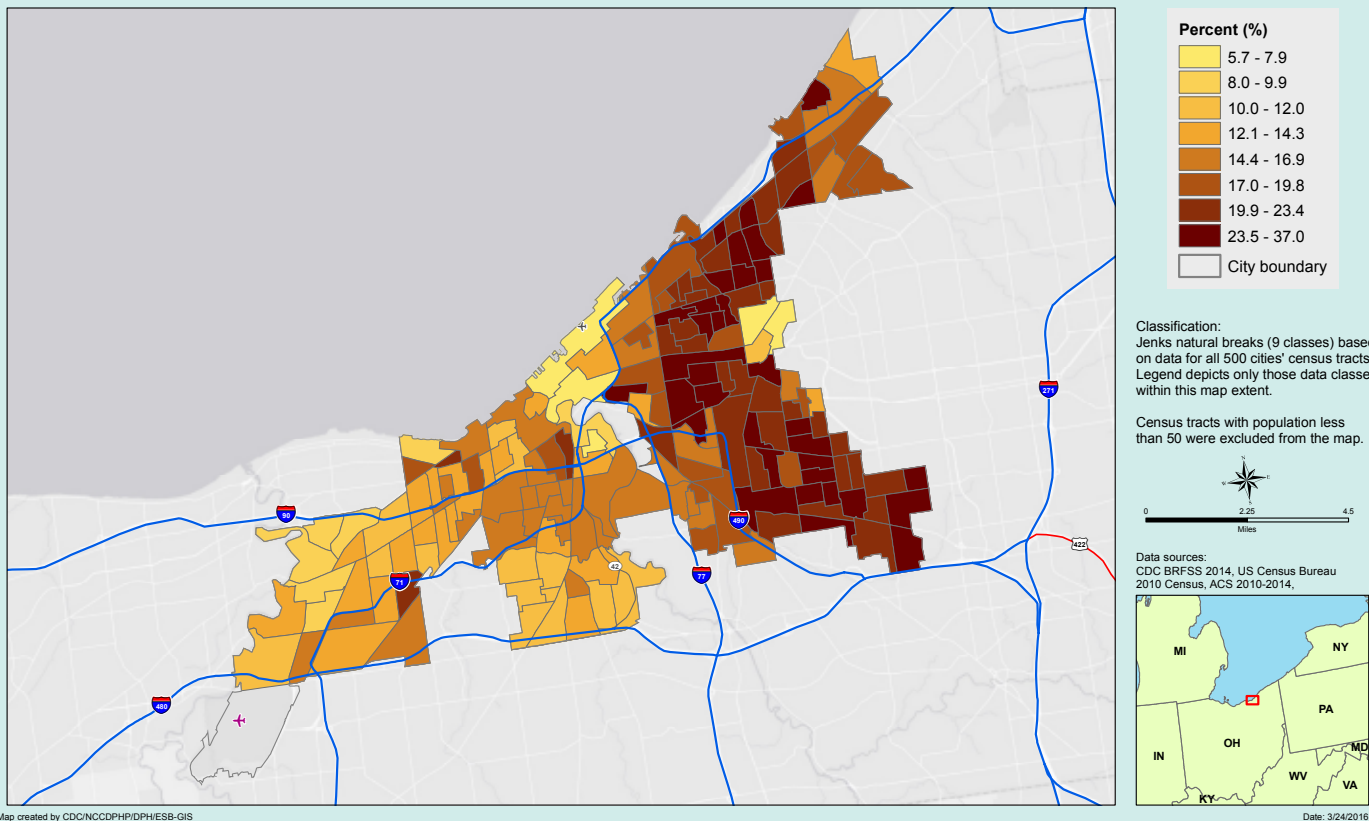 Percent (%)
5.7 - 7.9
8.0 - 9.9
10.0 - 12.0
12.1 - 14.3
14.4 - 16.9
17.0 - 19.8
19.9 - 23.4
23.5 - 37.0
City boundary
Classification:
Jenks natural breaks (9 classes) base
on data for all 500 cities' census tracts
Legend depicts only those data classe
within this map extent.
Census tracts with population less
than 50 were excluded from the map.
N
E
S
W
0 2.25 4.5
Miles
Data sources:
CDC BRFSS 2014, US Census Bureau
2010 Census, ACS 2010-2014,
MI
NY
PA
OH
IN
MD
WV
VA
KY
271
90
490
422
42
71
77
480
Map created by CDC/NCCDPHP/DPH/ESB-GIS
Date: 3/24/2016